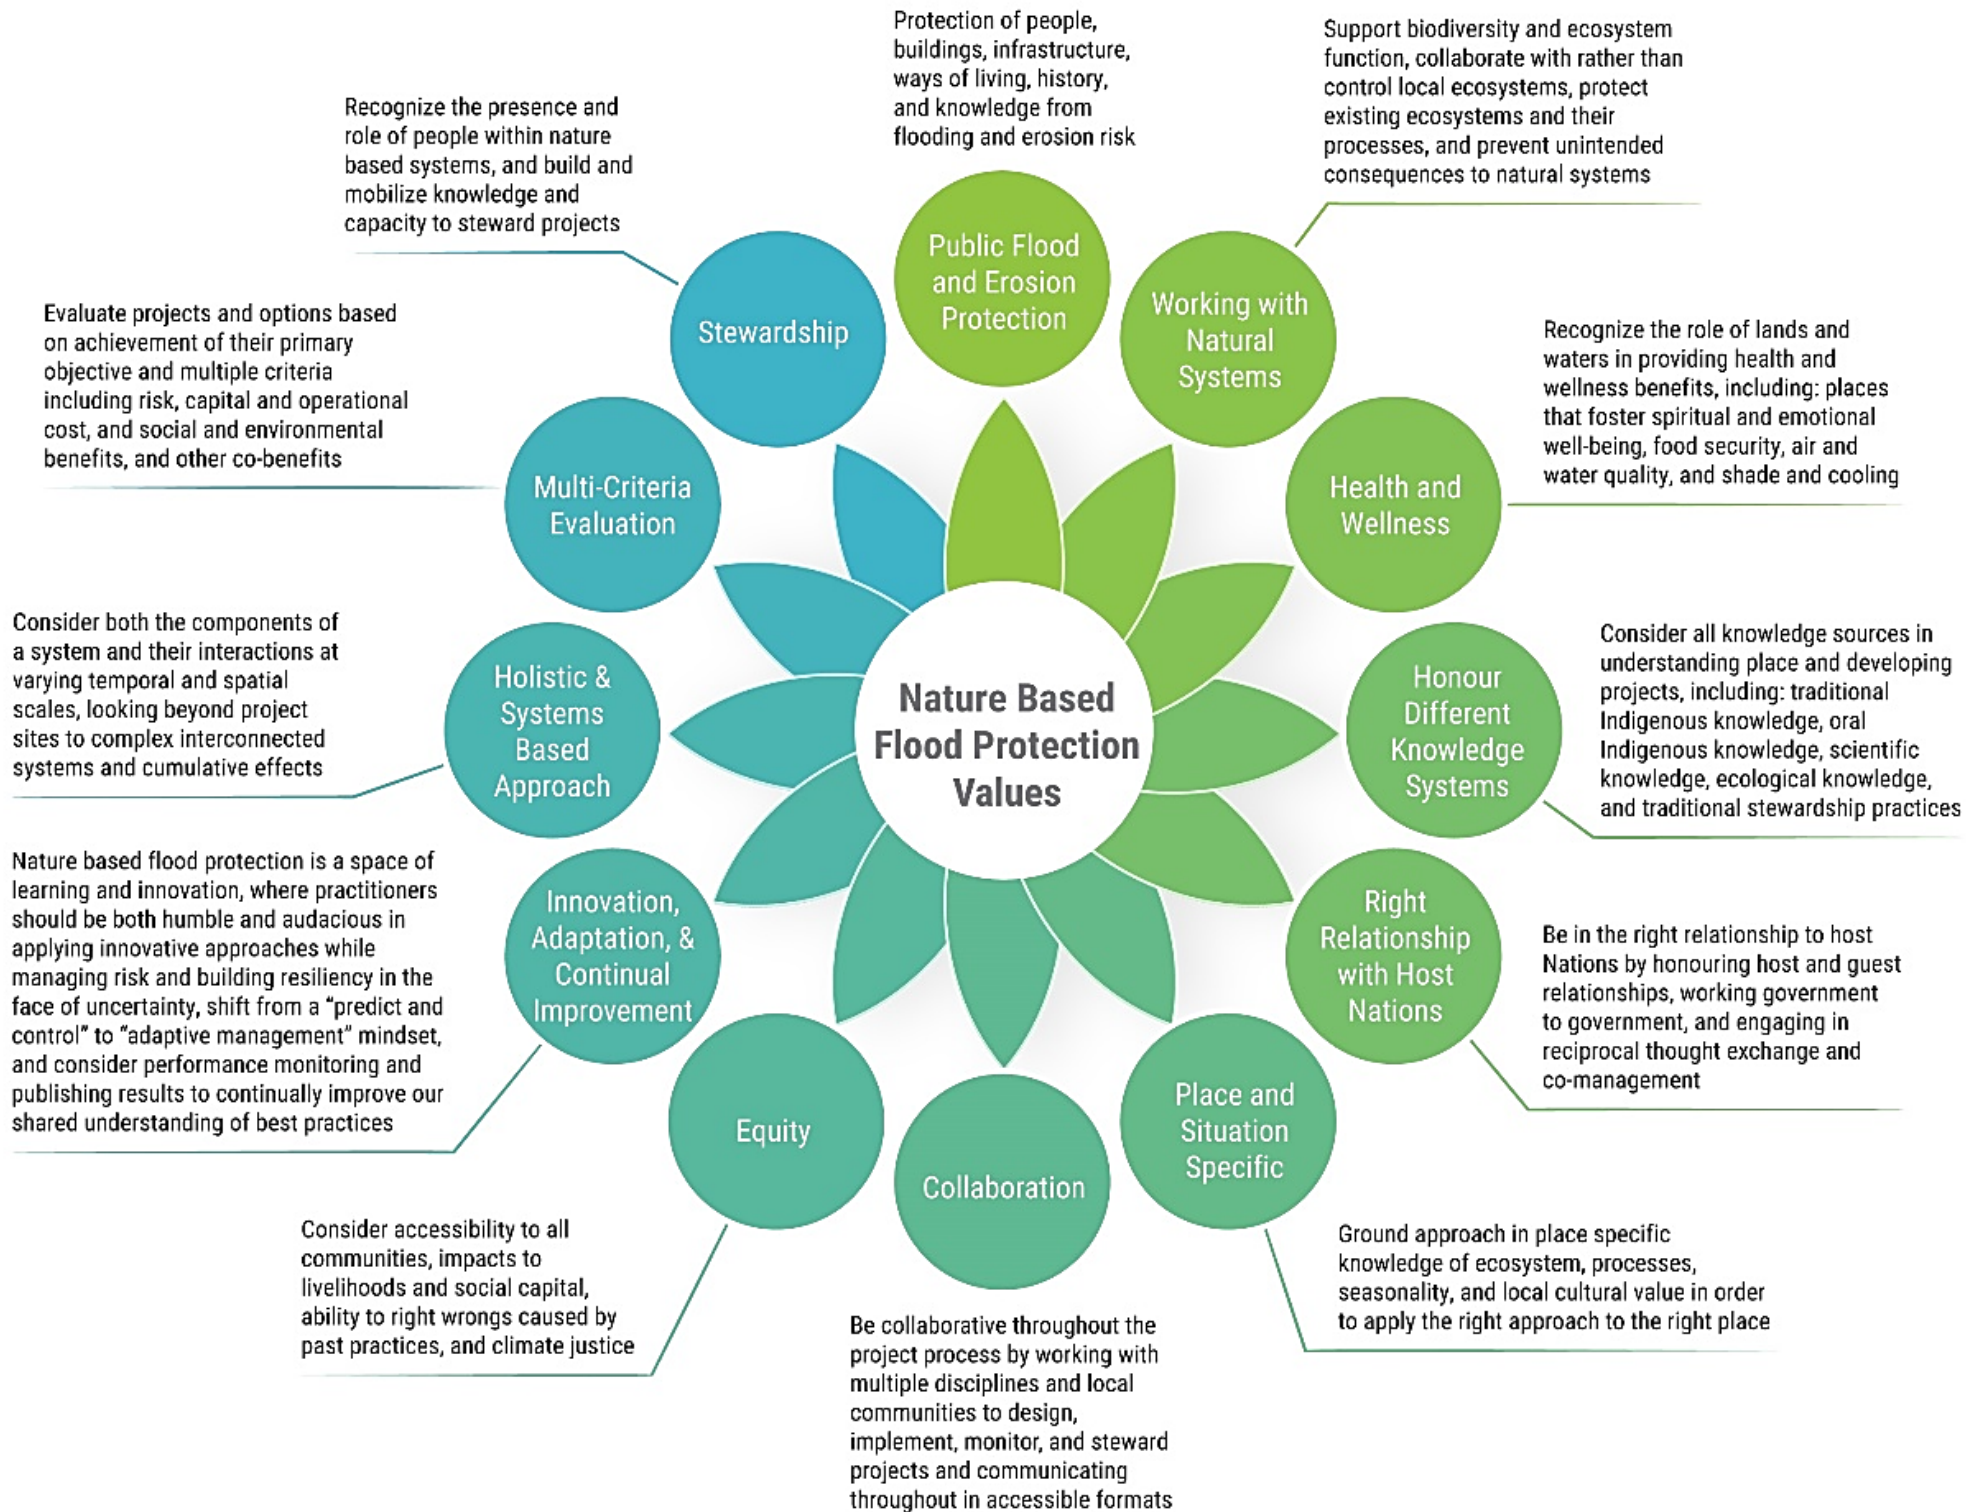 Protection of people,
buildings, infrastructure,
ways of living, history,
and knowledge from
flooding and erosion risk
Public Flood
and Erosion
Protection
Support biodiversity and ecosystem
function, collaborate with rather than
control local ecosystems, protect
existing ecosystems and their
processes, and prevent unintended
consequences to natural systems
Working with
Natural
Systems
Recognize the role of lands and
waters in providing health and
wellness benefits, including: places
that foster spiritual and emotional
well-being, food security, air and
water quality, and shade and cooling
Health and
Wellness
Consider all knowledge sources in
understanding place and developing
projects, including: traditional
Indigenous knowledge, oral
Indigenous knowledge, scientific
knowledge, ecological knowledge,
and traditional stewardship practices
Honour
Different
Knowledge
Systems
Be in the right relationship to host
Nations by honouring host and guest
relationships, working government
to government, and engaging in
reciprocal thought exchange and
co-management
Right
Relationship
with Host
Nations
Ground approach in place specific
knowledge of ecosystem, processes,
seasonality, and local cultural value in order
to apply the right approach to the right place
Place and
Situation
Specific
Collaboration
Be collaborative throughout the
project process by working with
multiple disciplines and local
communities to design,
implement, monitor, and steward
projects and communicating
throughout in accessible formats
Equity
Consider accessibility to all
communities, impacts to
livelihoods and social capital,
ability to right wrongs caused by
past practices, and climate justice
Innovation,
Adaptation, &
Continual
Improvement
Nature based flood protection is a space of
learning and innovation, where practitioners
should be both humble and audacious in
applying innovative approaches while
managing risk and building resiliency in the
face of uncertainty, shift from a “predict and
control” to “adaptive management” mindset,
and consider performance monitoring and
publishing results to continually improve our
shared understanding of best practices
Holistic &
Systems
Based
Approach
Consider both the components of
a system and their interactions at
varying temporal and spatial
scales, looking beyond project
sites to complex interconnected
systems and cumulative effects
Multi-Criteria
Evaluation
Evaluate projects and options based
on achievement of their primary
objective and multiple criteria
including risk, capital and operational
cost, and social and environmental
benefits, and other co-benefits
Stewardship
Recognize the presence and
role of people within nature
based systems, and build and
mobilize knowledge and
capacity to steward projects
Nature Based
Flood Protection
Values